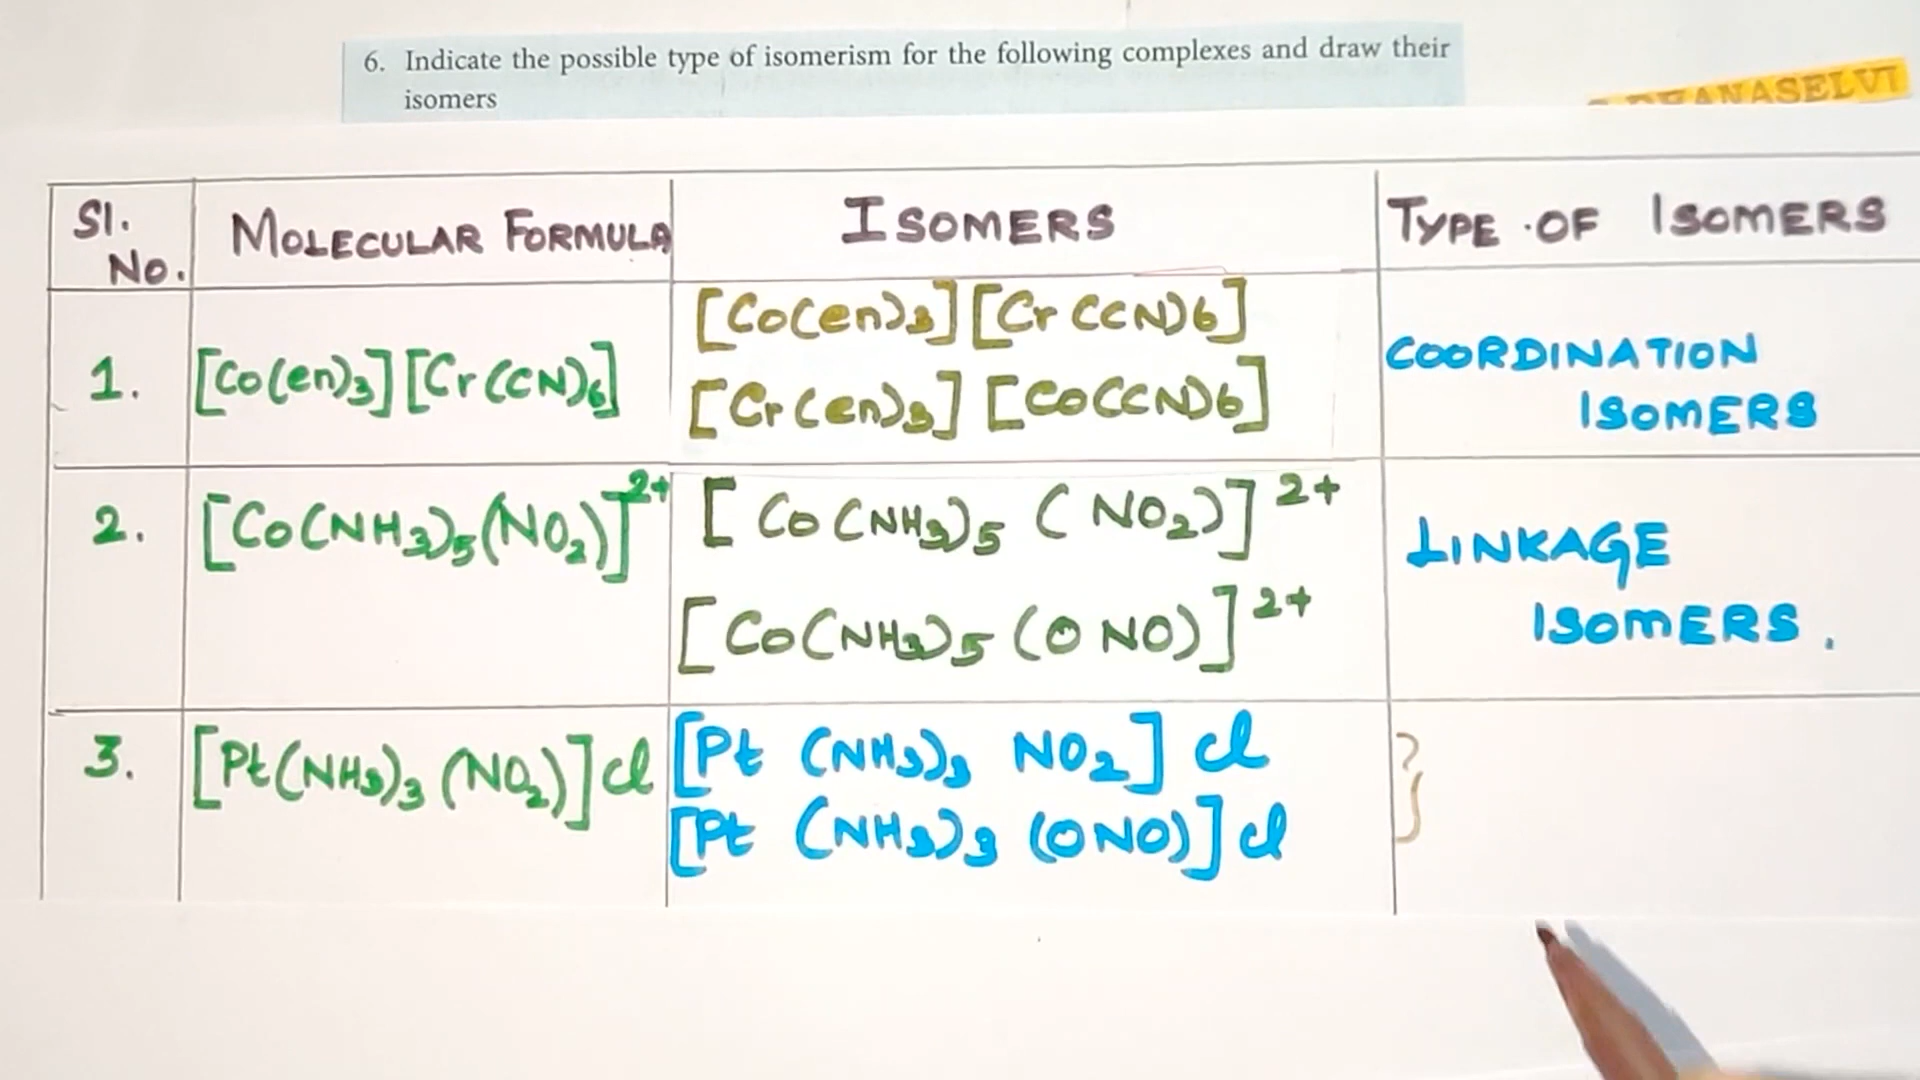 6. Indicate the possible type of isomerism for the following complexes and draw their
isomers
Sl. No. MOLECULAR FORMULA ISOMERS TYPE OF ISOMERS
1. [Co(en)₃][Cr(CN)₆]
[Co(en)₃][Cr(CN)6]
[Cr(en)₃][Co(CN)6]
COORDINATION
ISOMERS
2. [Co(NH₃)₅(NO₂)]²⁺
[Co(NH₃)₅(NO₂)]²⁺
[Co(NH₃)₅(ONO)]²⁺
LINKAGE
ISOMERS.
3. [Pt(NH₃)₃(NO₂)]Cl
[Pt (NH₃)₃ NO₂] Cl
[Pt (NH₃)₃ (ONO)] Cl